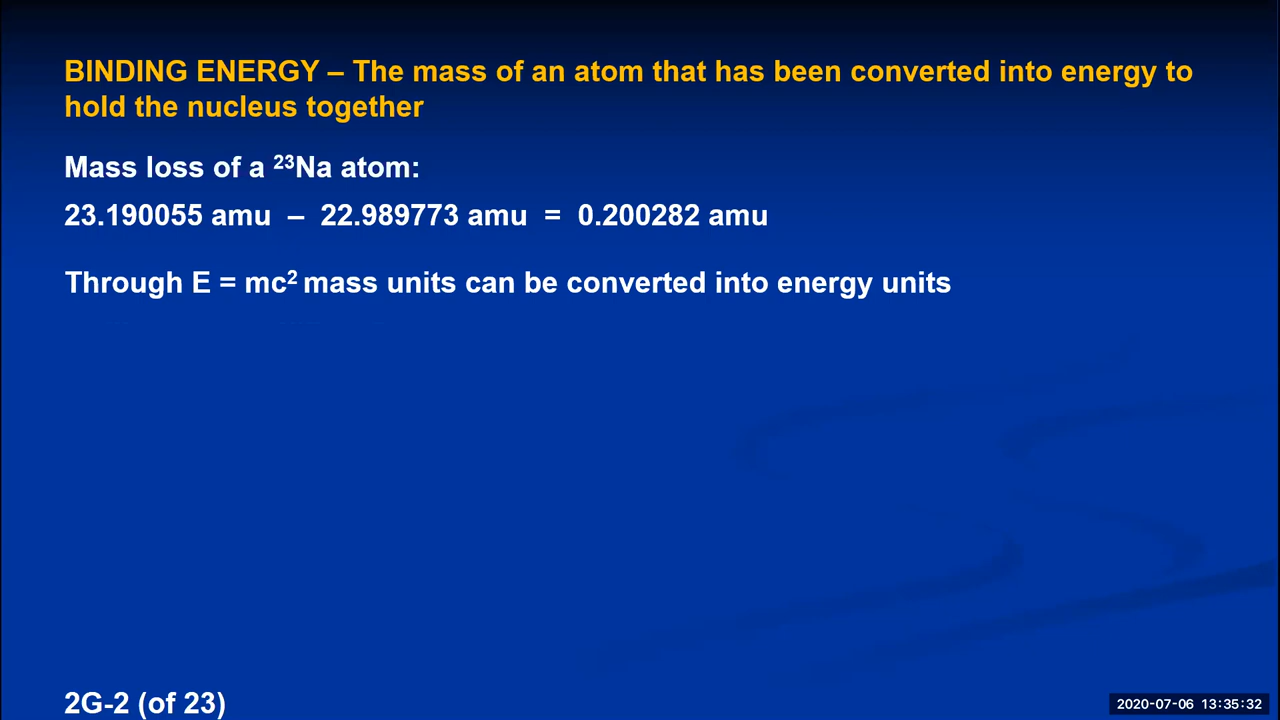 BINDING ENERGY – The mass of an atom that has been converted into energy to
hold the nucleus together
Mass loss of a ²³Na atom:
23.190055 amu – 22.989773 amu = 0.200282 amu
Through E = mc² mass units can be converted into energy units
2G-2 (of 23)
2020-07-06 13:35:32